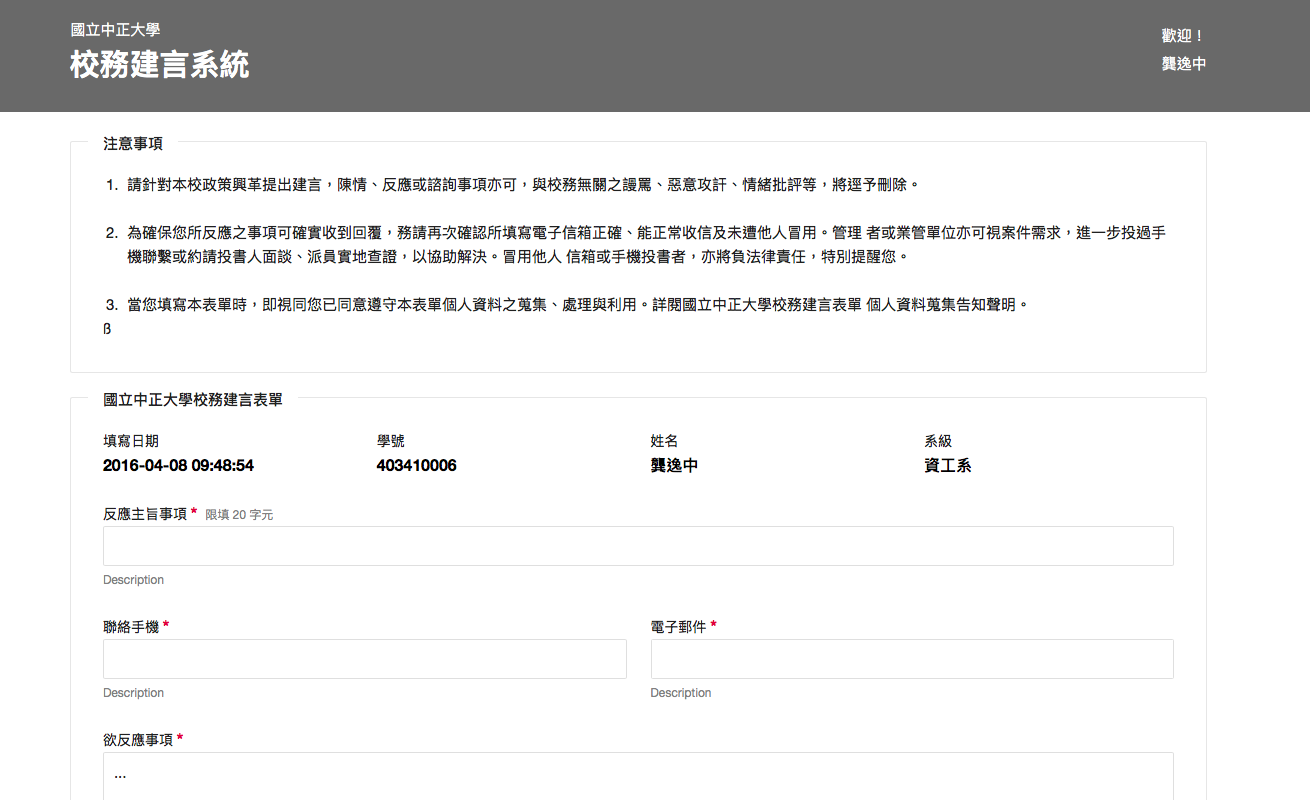 國立中正大學
校務建言系統
歡迎！
龔逸中
注意事項
1. 請針對本校政策興革提出建言，陳情、反應或諮詢事項亦可，與校務無關之謾罵、惡意攻訐、情緒批評等，將逕予刪除。
2. 為確保您所反應之事項可確實收到回覆，務請再次確認所填寫電子信箱正確、能正常收信及未遭他人冒用。管理 者或業管單位亦可視案件需求，進一步投過手
機聯繫或約請投書人面談、派員實地查證，以協助解決。冒用他人 信箱或手機投書者，亦將負法律責任，特別提醒您。
3. 當您填寫本表單時，即視同您已同意遵守本表單個人資料之蒐集、處理與利用。詳閱國立中正大學校務建言表單 個人資料蒐集告知聲明。
ß
國立中正大學校務建言表單
填寫日期 學號 姓名 系級
2016-04-08 09:48:54 403410006 龔逸中 資工系
反應主旨事項 * 限填 20 字元
Description
聯絡手機 * 電子郵件 *
Description Description
欲反應事項 *
...